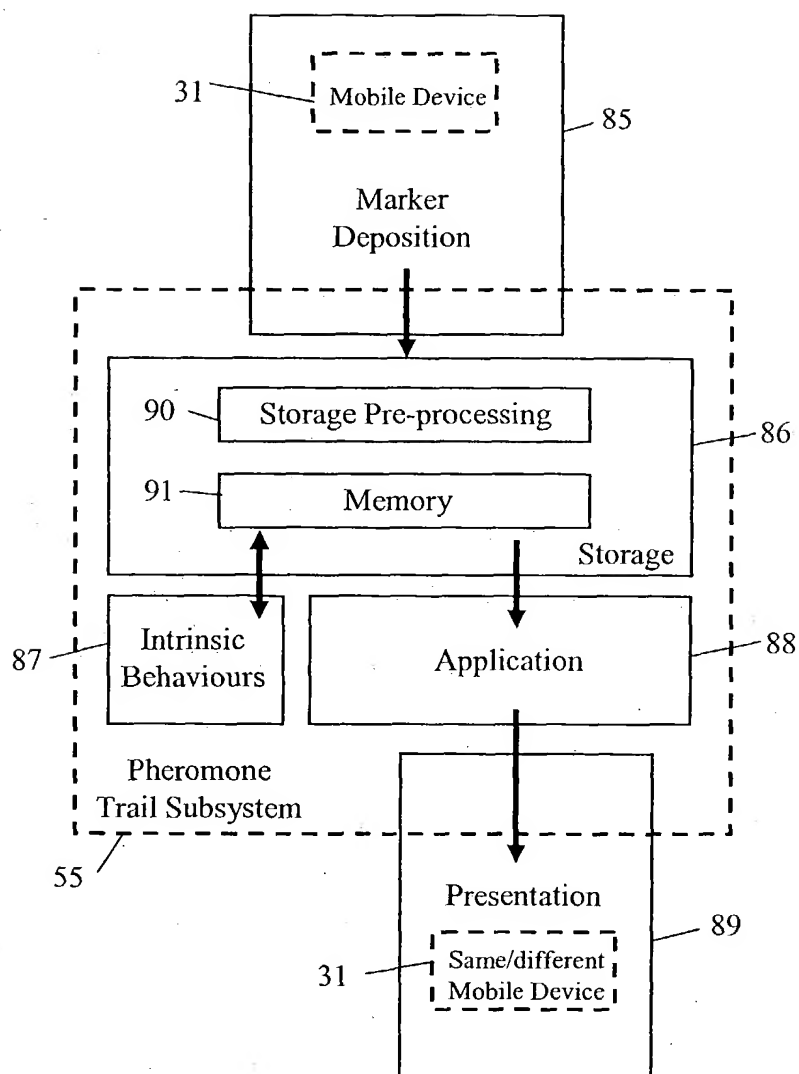 31
Mobile Device
85
Marker
Deposition
90
Storage Pre-processing
86
91
Memory
Storage
87
Intrinsic
Behaviours
Application
88
Pheromone
Trail Subsystem
55
Presentation
89
31
Same/different
Mobile Device